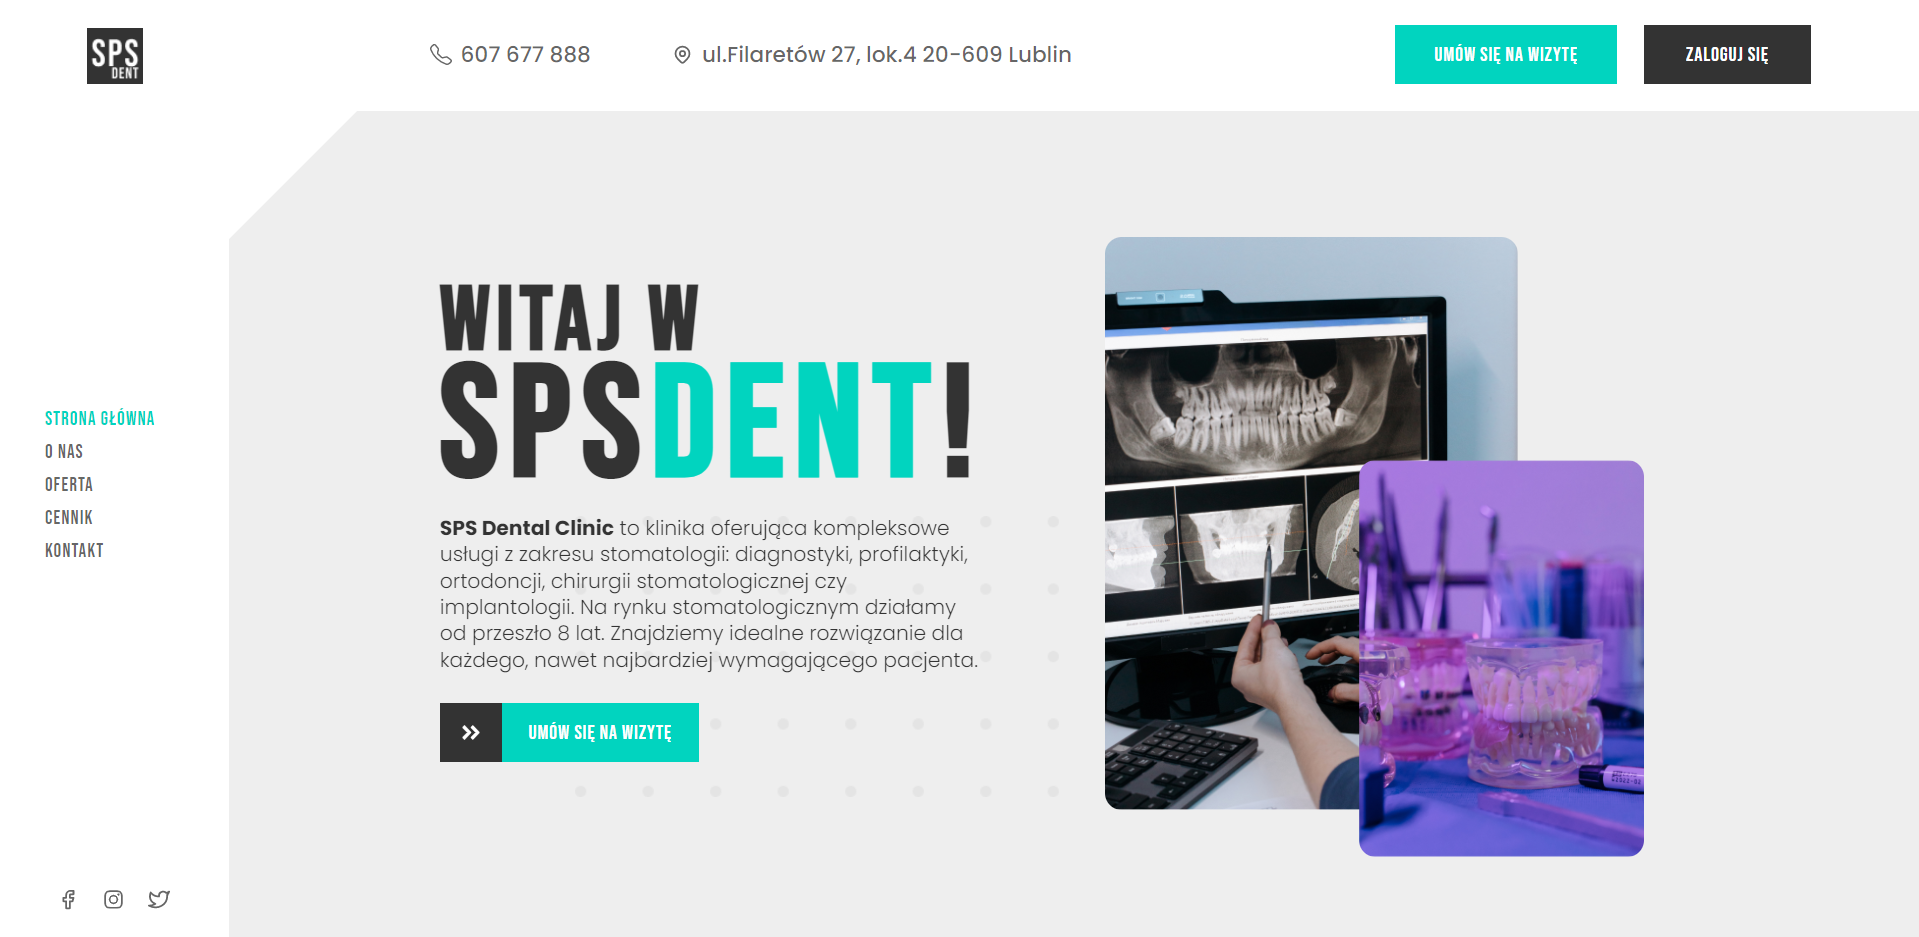 SPS
DENT
607 677 888
ul.Filaretów 27, lok.4 20-609 Lublin
UMÓW SIĘ NA WIZYTĘ
ZALOGUJ SIĘ
STRONA GŁÓWNA
O NAS
OFERTA
CENNIK
KONTAKT
WITAJ W
SPSDENT!
SPS Dental Clinic to klinika oferująca kompleksowe
usługi z zakresu stomatologii: diagnostyki, profilaktyki,
ortodoncji, chirurgii stomatologicznej czy
implantologii. Na rynku stomatologicznym działamy
od przeszło 8 lat. Znajdziemy idealne rozwiązanie dla
każdego, nawet najbardziej wymagającego pacjenta.
UMÓW SIĘ NA WIZYTĘ